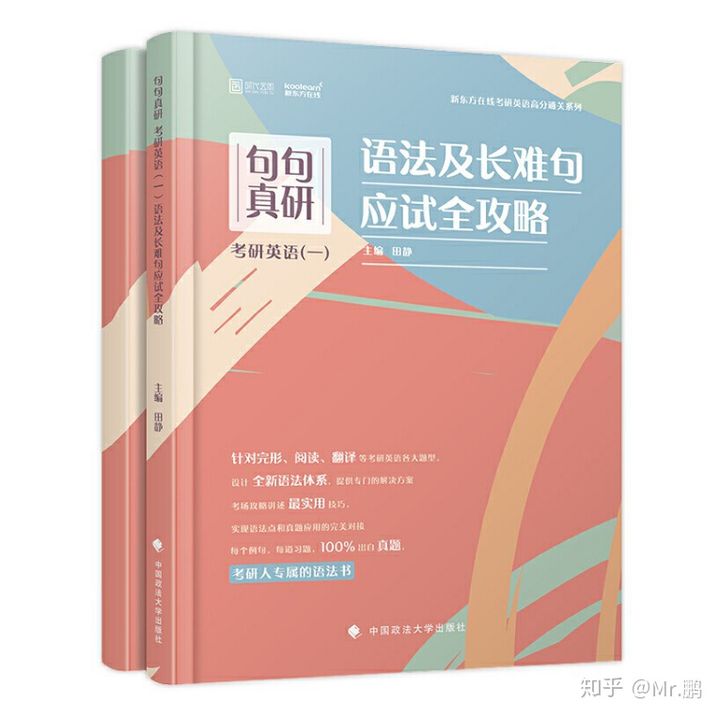 时代云图
koolearn
新东方在线
新东方在线考研英语高分通关系列
句句
真研
考研英语(一)
语法及长难句
应试全攻略
主编 田静
针对完形、阅读、翻译等考研英语各大题型,
设计 全新语法体系,提供专门的解决方案
考场攻略讲述 最实用 技巧,
实现语法点和真题应用的完美对接
每个例句,每道习题,100%出自 真题,
考研人专属的语法书
中国政法大学出版社
句句真研 考研英语(一)语法及长难句应试全攻略
主编 田静
中国政法大学出版社
知乎 @Mr.鹏